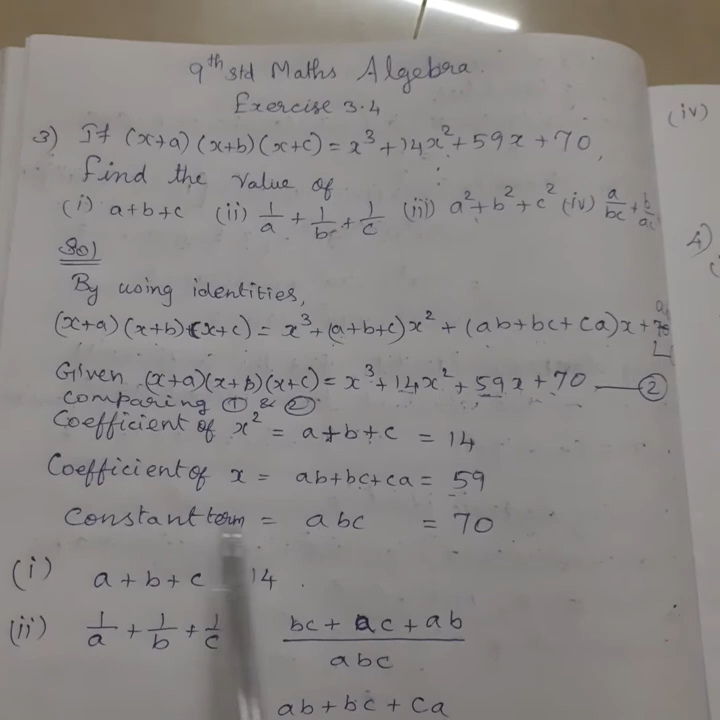 9th std Maths Algebra.
Exercise 3.4
3) If (x+a)(x+b)(x+c) = x³+14x²+59x+70,
find the value of
(i) a+b+c (ii) 1/a + 1/b + 1/c (iii) a²+b²+c² (iv) a/bc + b/ac
Sol
By using identities,
(x+a)(x+b)(x+c) = x³+(a+b+c)x²+(ab+bc+ca)x+
Given (x+a)(x+b)(x+c) = x³+14x²+59x+70 — ②
comparing ① & ②
Coefficient of x² = a+b+c = 14
Coefficient of x = ab+bc+ca = 59
Constant term = abc = 70
(i) a+b+c 14
(ii) 1/a + 1/b + 1/c (bc+ac+ab)/abc
ab+bc+ca
(iv)
4)